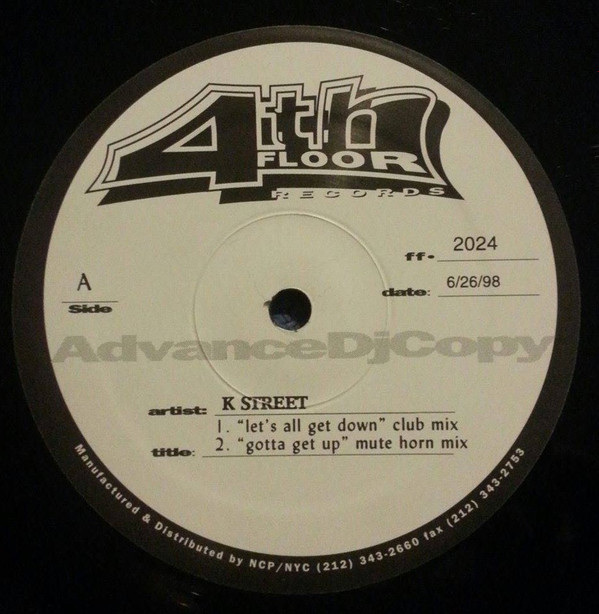 4th
FLOOR
RECORDS
ff• 2024
A
Side
date: 6/26/98
AdvanceDjCopy
artist: K STREET
1. "let's all get down" club mix
title: 2. "gotta get up" mute horn mix
Manufactured & Distributed by NCP/NYC (212) 343-2660 fax (212) 343-2753